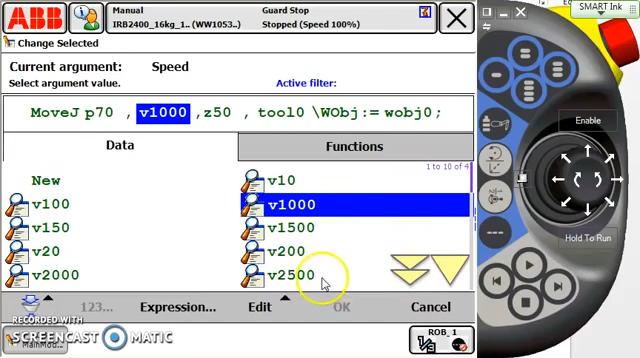 ABB
Manual
IRB2400_16kg_1.. (WW1053..
Guard Stop
Stopped (Speed 100%)
SMART Ink
Change Selected
Current argument:
Speed
Select argument value.
Active filter:
MoveJ p70 , v1000 ,z50 , tool0 \WObj:= wobj0;
Data
Functions
1 to 10 of 4
New
v10
v100
v1000
v150
v1500
v20
v200
v2000
v2500
Enable
Hold To Run
123...
Expression...
Edit
OK
Cancel
RECORDED WITH
SCREENCAST MATIC
MainMod...
ROB_1
1/3